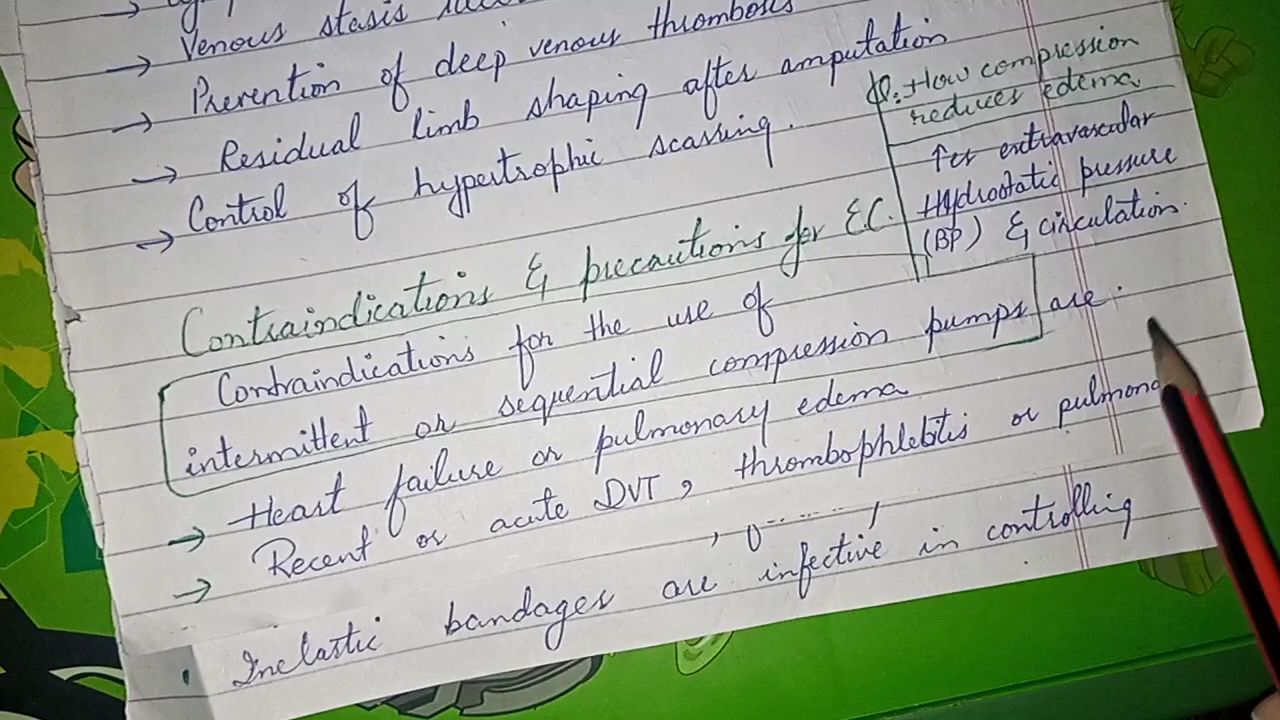 → Venous stasis
→ Prevention of deep venous thrombosis
→ Residual limb shaping after amputation
→ Control of hypertrophic scarring.
Q: How compression
reduces edema
↑es extravascular
Hydrostatic pressure
(BP) & circulation.
Contraindications & precautions for E.C.
Contraindications for the use of
intermittent or sequential compression pumps are:
→ Heart failure or pulmonary edema
→ Recent or acute DVT, thrombophlebitis or pulmona
• Inelastic bandages are infective in controlling